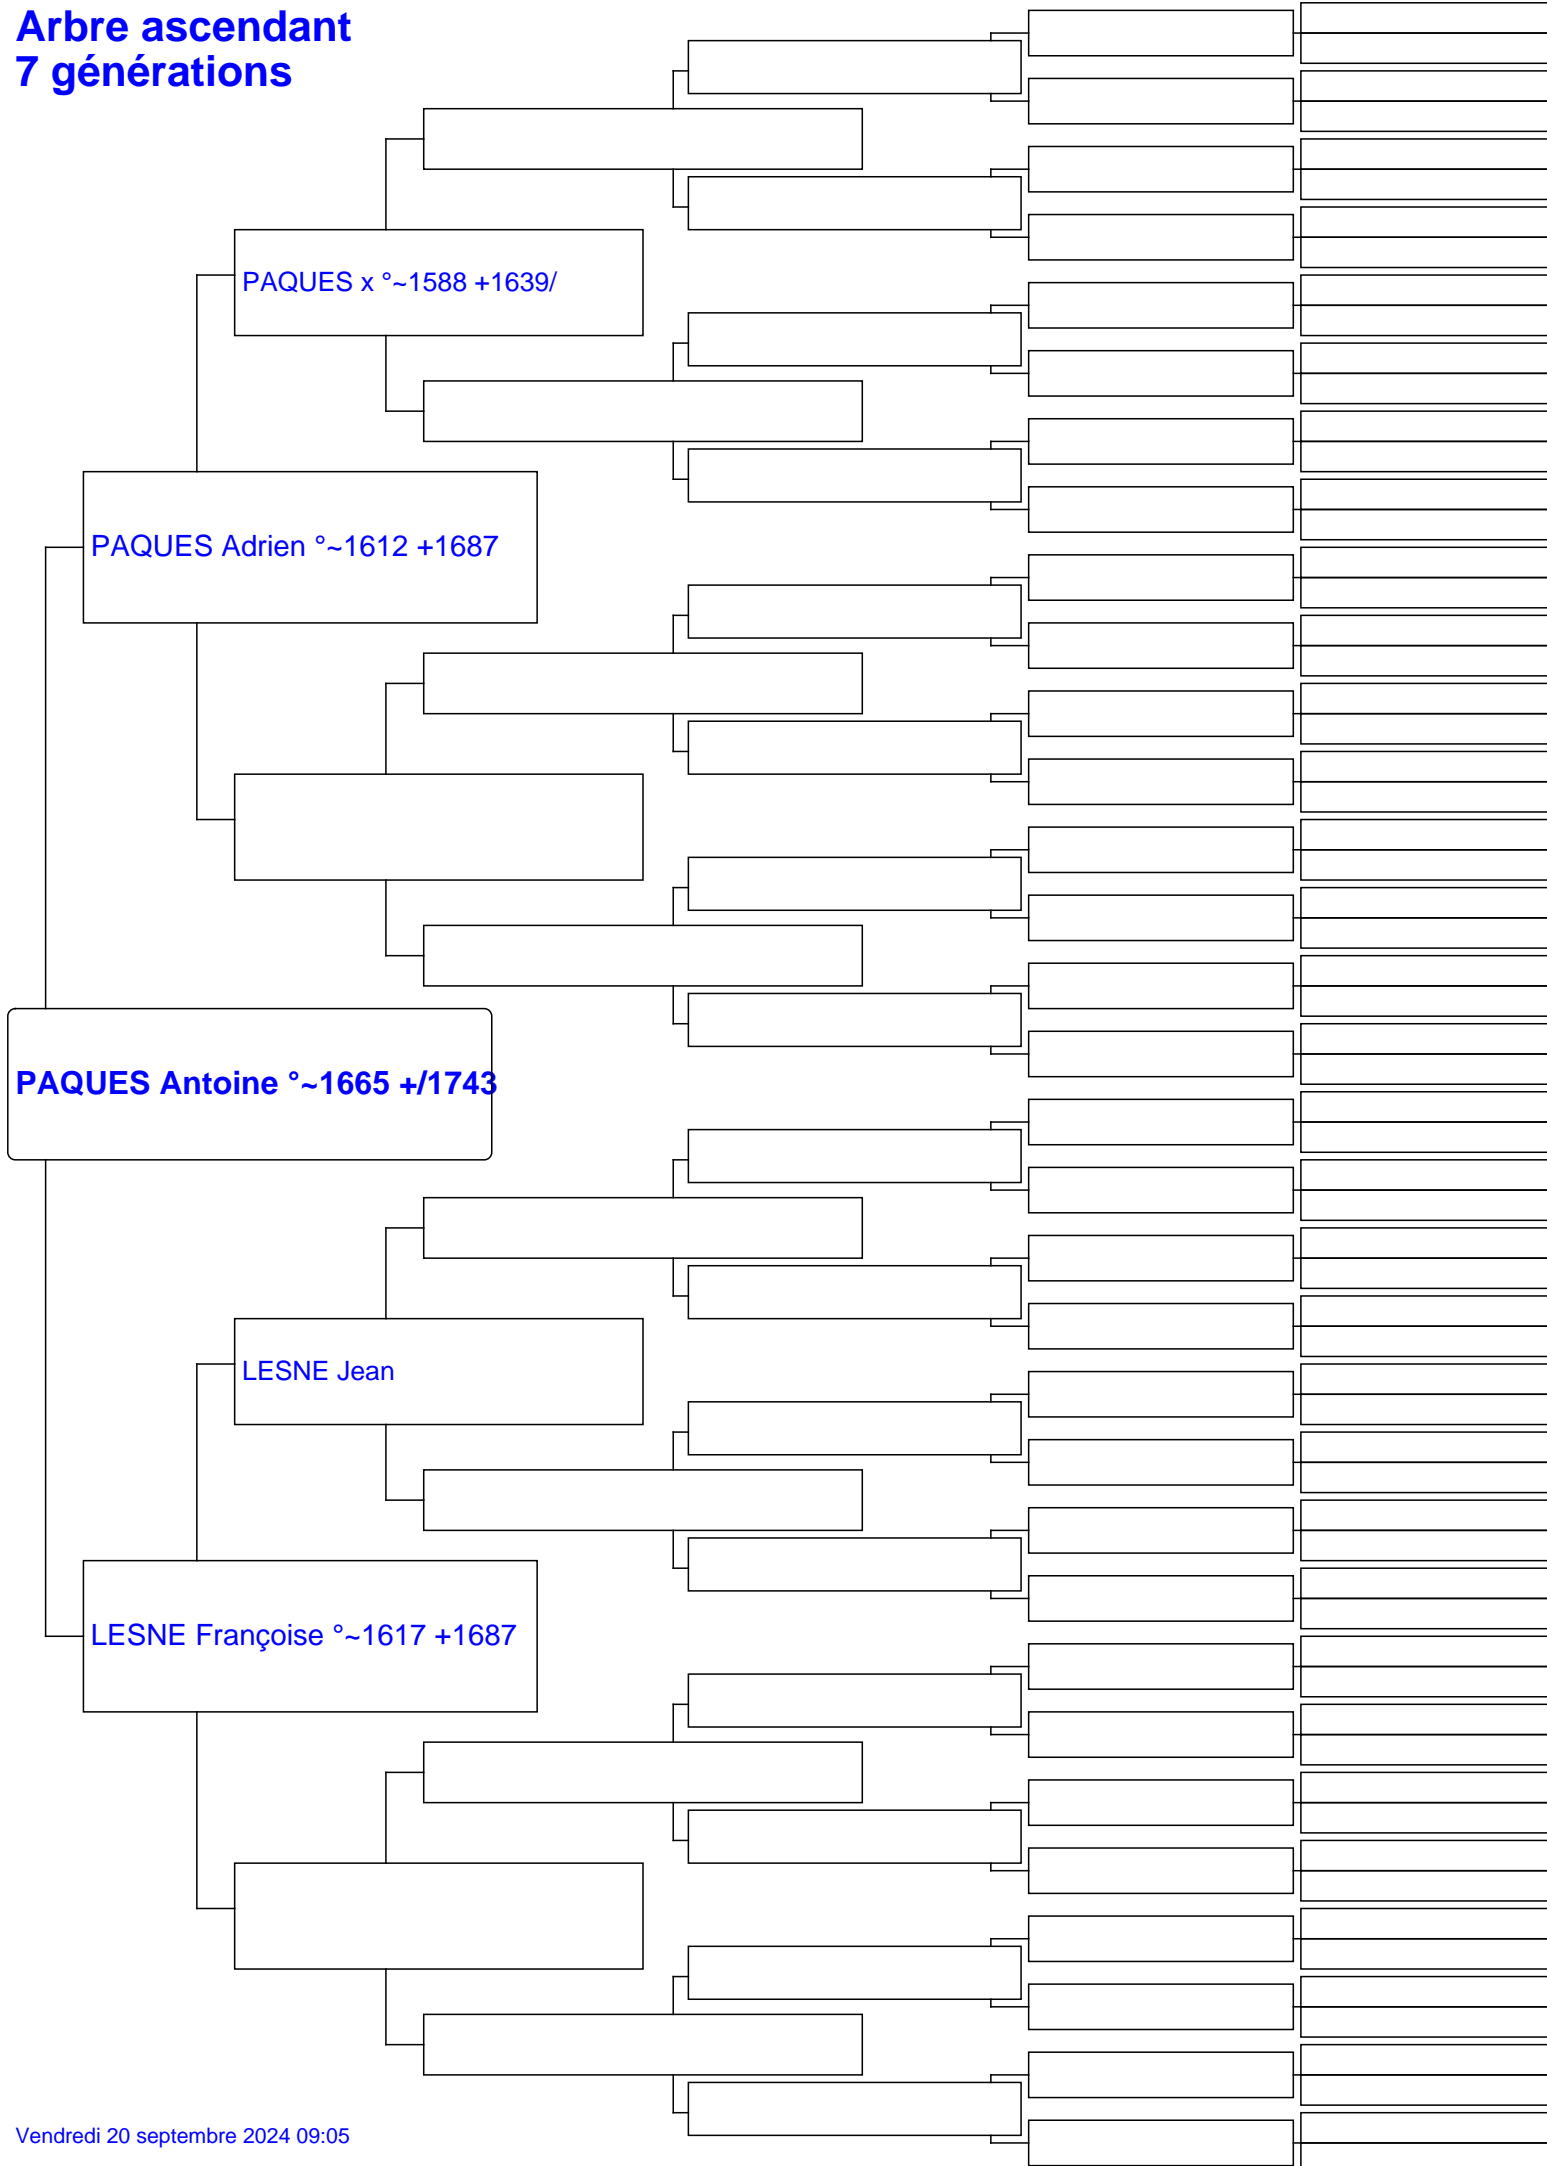 Arbre ascendant
7 générations
PAQUES x °~1588 +1639/
PAQUES Adrien °~1612 +1687
PAQUES Antoine °~1665 +/1743
LESNE Jean
LESNE Françoise °~1617 +1687
Vendredi 20 septembre 2024 09:05